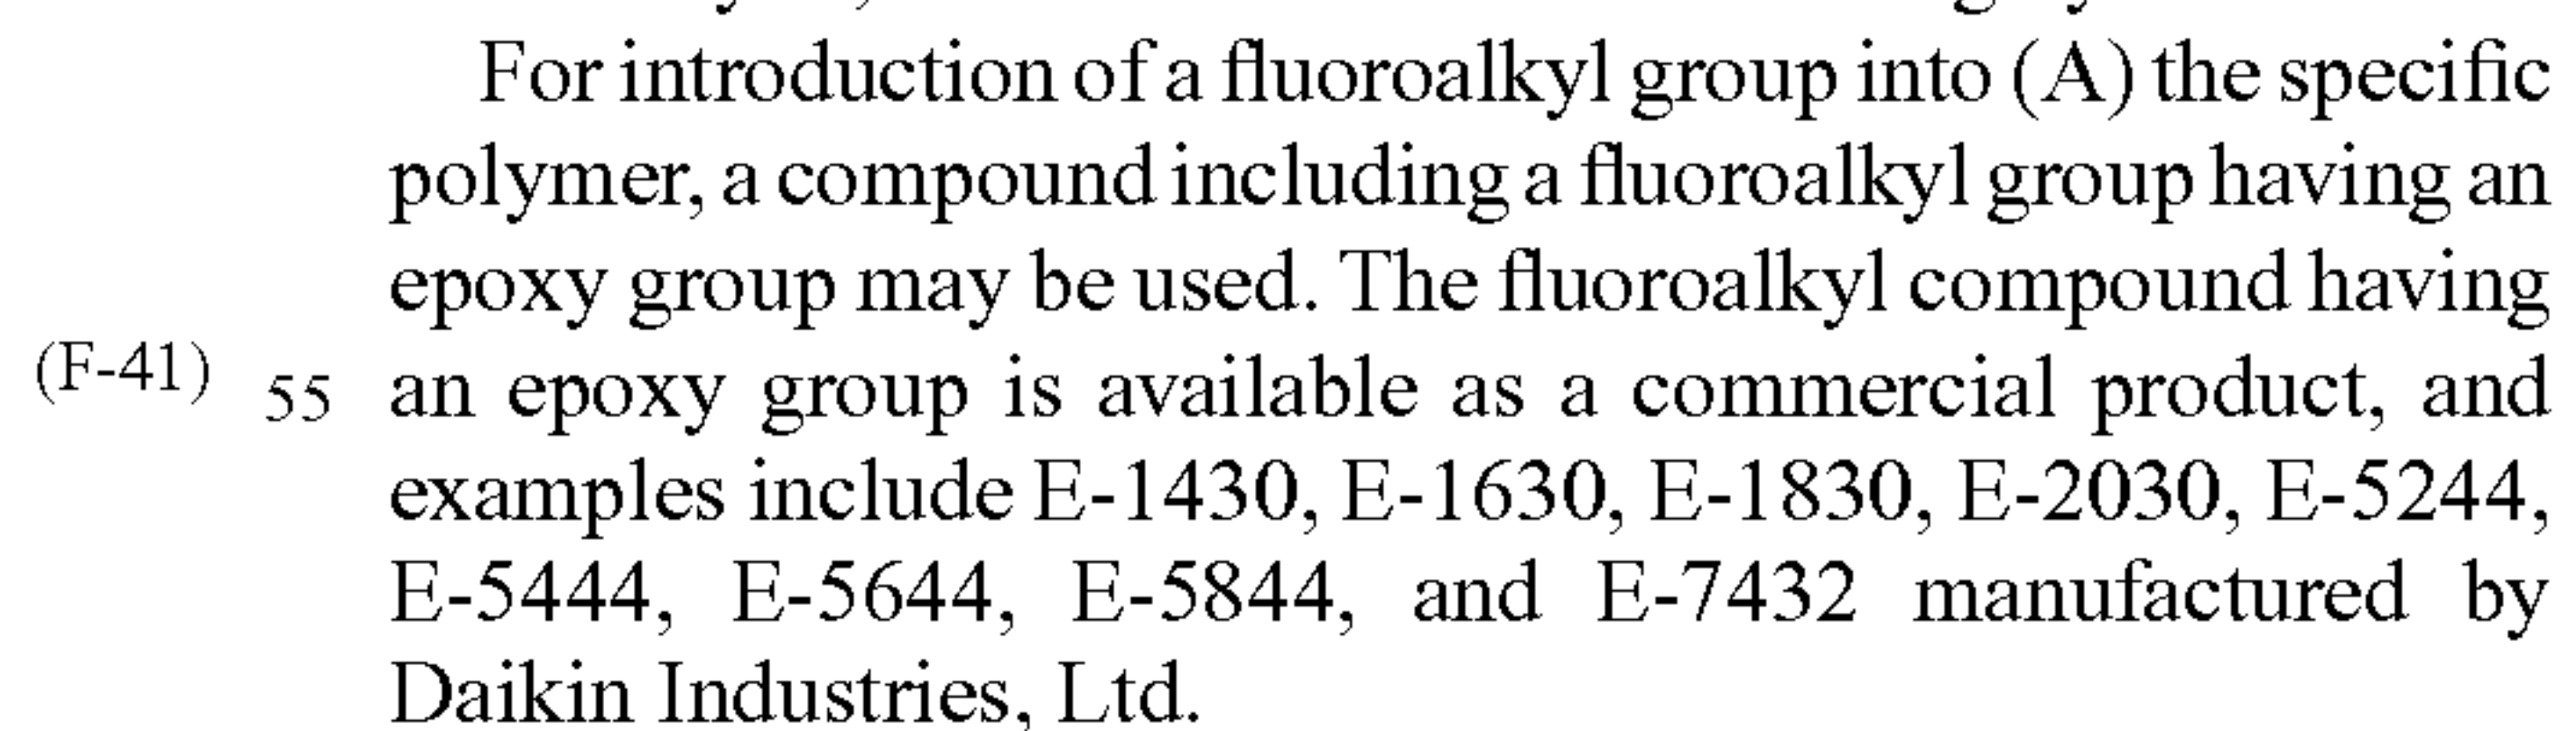 For introduction of a fluoroalkyl group into (A) the specific
polymer, a compound including a fluoroalkyl group having an
epoxy group may be used. The fluoroalkyl compound having
(F-41) 55 an epoxy group is available as a commercial product, and
examples include E-1430, E-1630, E-1830, E-2030, E-5244,
E-5444, E-5644, E-5844, and E-7432 manufactured by
Daikin Industries, Ltd.